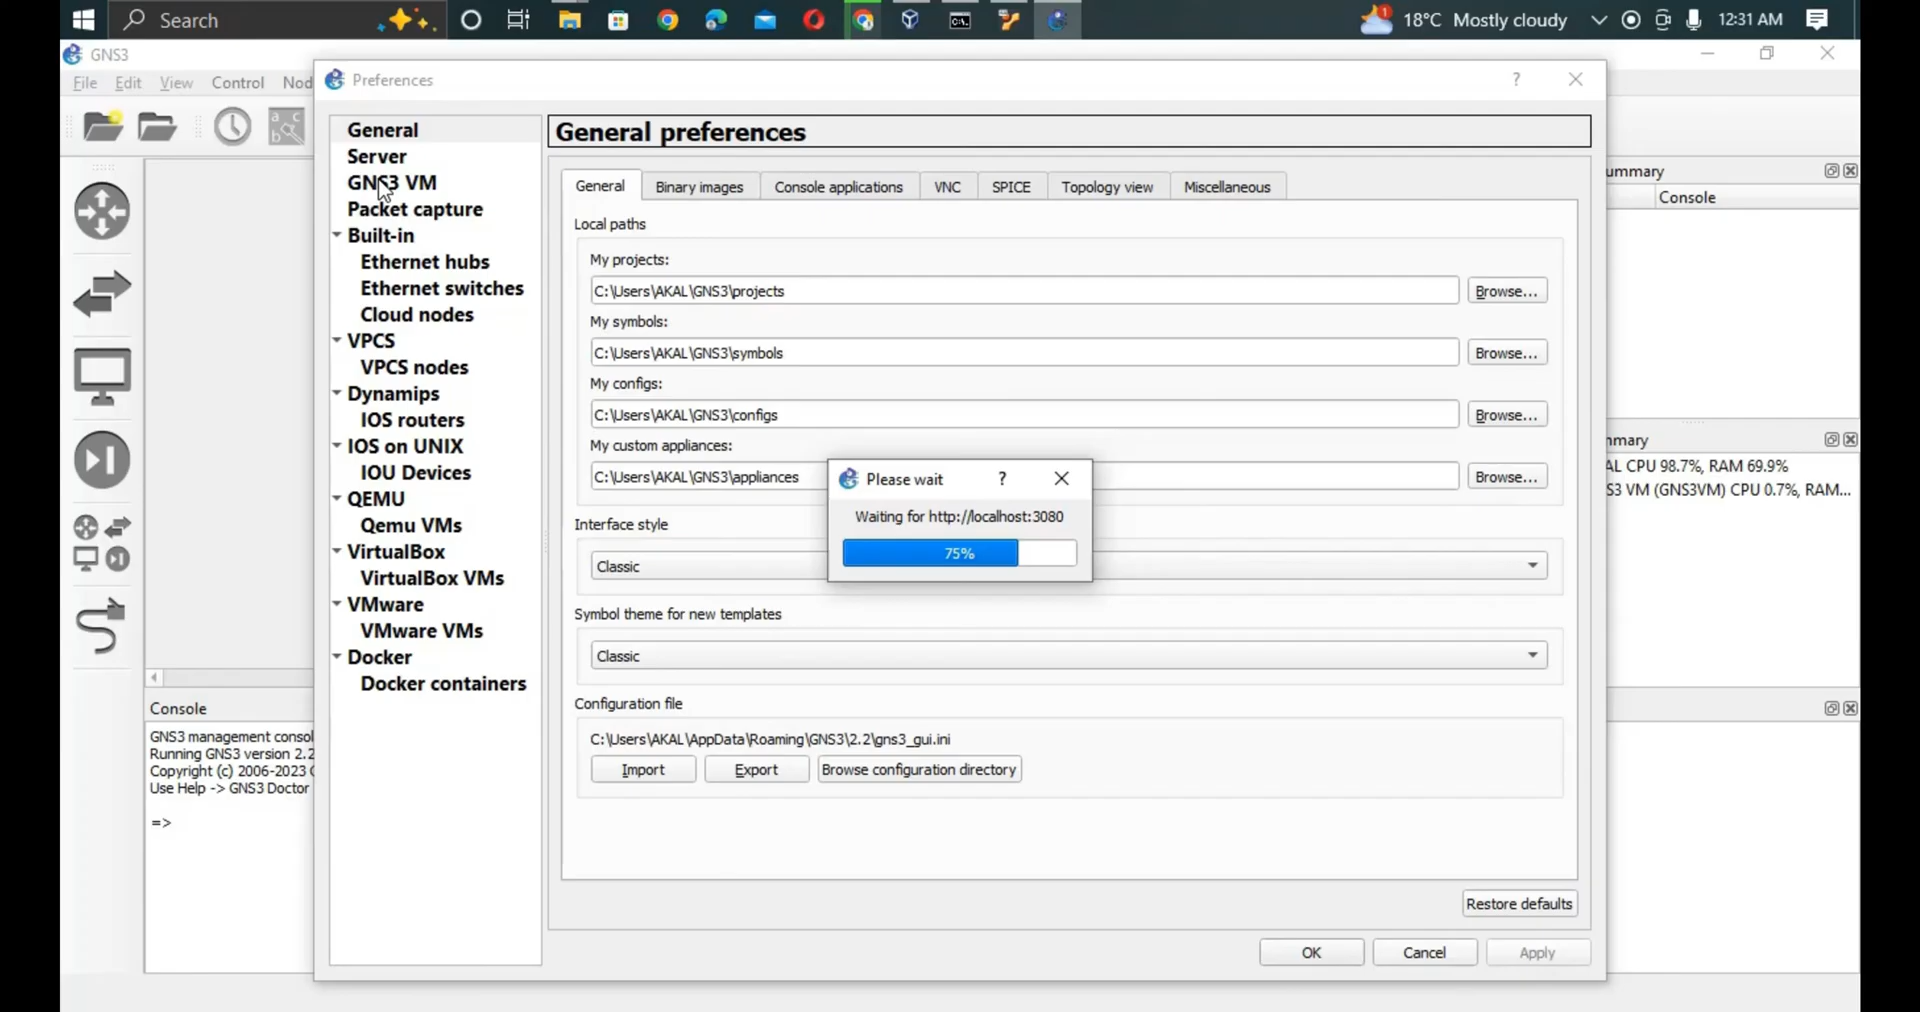 Search
18°C Mostly cloudy
12:31 AM
GNS3
File Edit View Control Nod
Preferences
?
General
Server
GNS3 VM
Packet capture
Built-in
Ethernet hubs
Ethernet switches
Cloud nodes
VPCS
VPCS nodes
Dynamips
IOS routers
IOS on UNIX
IOU Devices
QEMU
Qemu VMs
VirtualBox
VirtualBox VMs
VMware
VMware VMs
Docker
Docker containers
General preferences
General Binary images Console applications VNC SPICE Topology view Miscellaneous
Local paths
My projects:
C:\Users\AKAL\GNS3\projects Browse...
My symbols:
C:\Users\AKAL\GNS3\symbols Browse...
My configs:
C:\Users\AKAL\GNS3\configs Browse...
My custom appliances:
C:\Users\AKAL\GNS3\appliances Browse...
Interface style
Classic
Symbol theme for new templates
Classic
Configuration file
C:\Users\AKAL\AppData\Roaming\GNS3\2.2\gns3_gui.ini
Import Export Browse configuration directory
Restore defaults
OK Cancel Apply
Please wait ?
Waiting for http://localhost:3080
75%
ummary
Console
nmary
AL CPU 98.7%, RAM 69.9%
S3 VM (GNS3VM) CPU 0.7%, RAM...
Console
GNS3 management consol
Running GNS3 version 2.2
Copyright (c) 2006-2023
Use Help -> GNS3 Doctor
=>